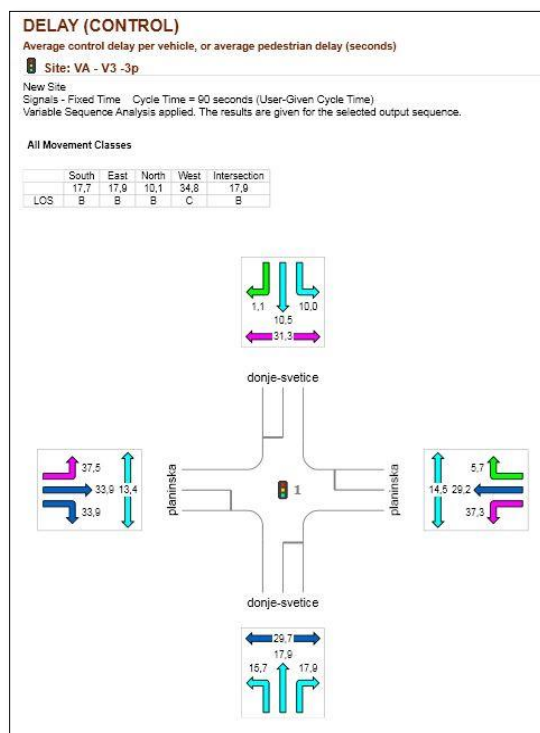 DELAY (CONTROL)
Average control delay per vehicle, or average pedestrian delay (seconds)
Site: VA - V3 -3p
New Site
Signals - Fixed Time Cycle Time = 90 seconds (User-Given Cycle Time)
Variable Sequence Analysis applied. The results are given for the selected output sequence.
All Movement Classes
South East North West Intersection
17,7 17,9 10,1 34,8 17,9
LOS B B B C B
1,1 10,0
10,5
31,3
donje-svetice
37,5
33,9 13,4
33,9
planinska
1
planinska
5,7
14,5 29,2
37,3
donje-svetice
29,7
17,9
15,7 17,9